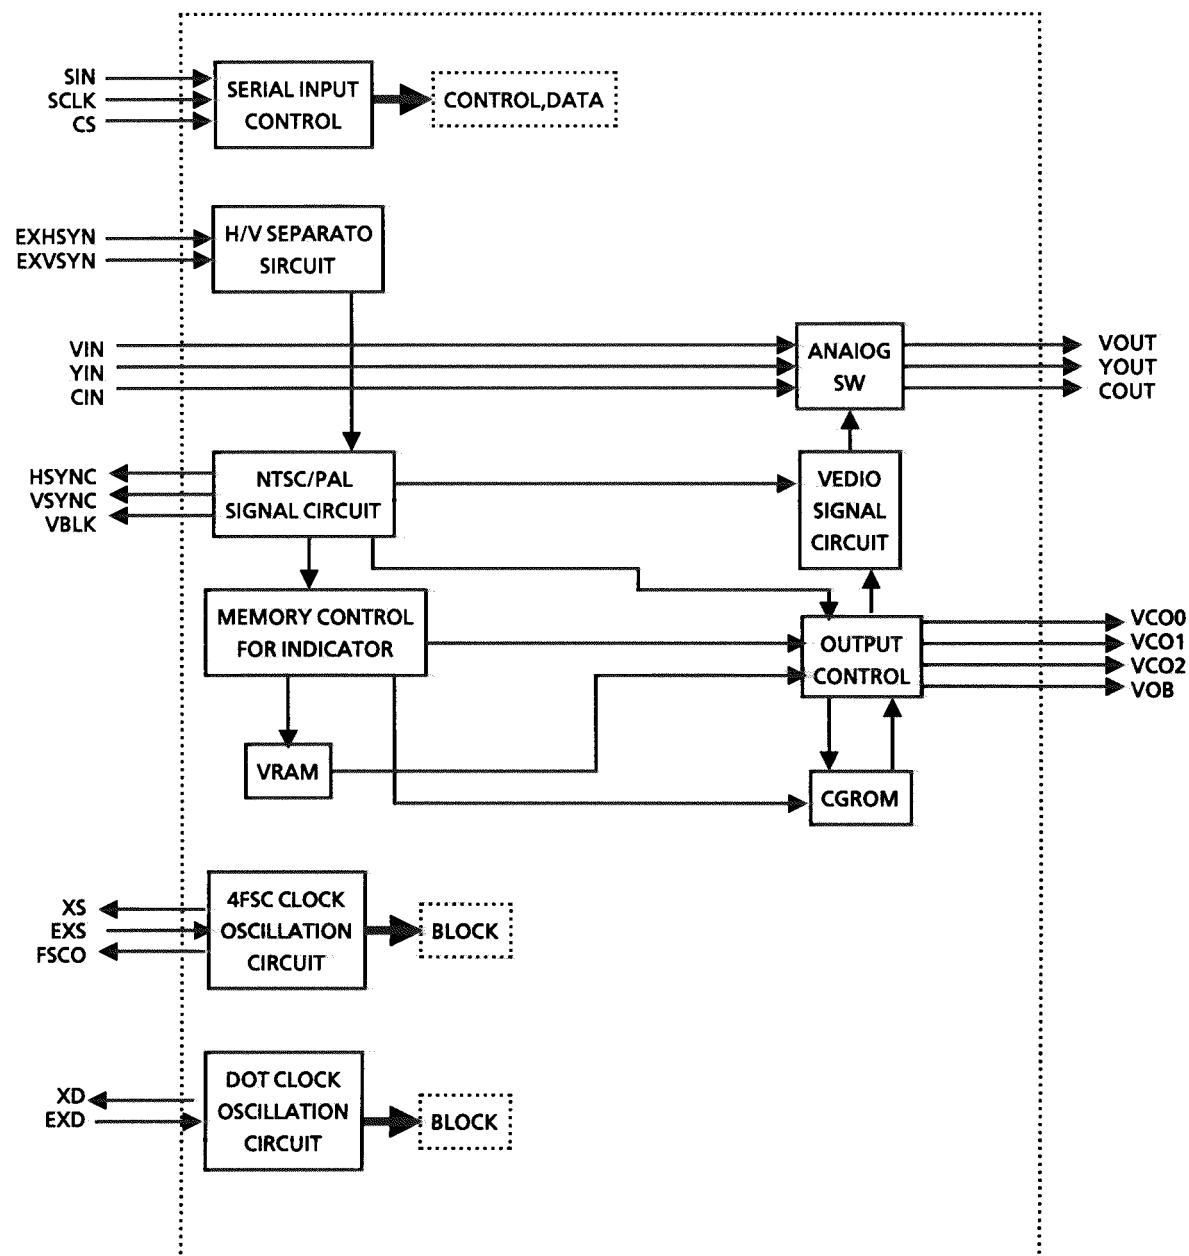 SIN
SCLK
CS
SERIAL INPUT
CONTROL
CONTROL,DATA
EXHSYN
EXVSYN
H/V SEPARATO
SIRCUIT
VIN
YIN
CIN
ANAIOG
SW
VOUT
YOUT
COUT
HSYNC
VSYNC
VBLK
NTSC/PAL
SIGNAL CIRCUIT
VEDIO
SIGNAL
CIRCUIT
MEMORY CONTROL
FOR INDICATOR
OUTPUT
CONTROL
VCO0
VCO1
VCO2
VOB
VRAM
CGROM
XS
EXS
FSCO
4FSC CLOCK
OSCILLATION
CIRCUIT
BLOCK
XD
EXD
DOT CLOCK
OSCILLATION
CIRCUIT
BLOCK